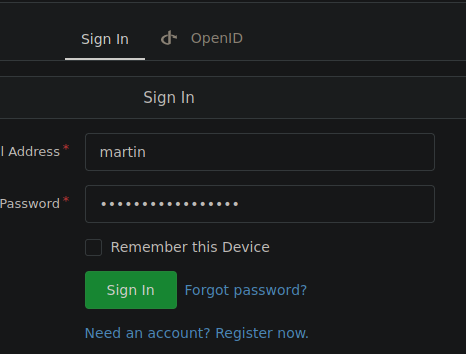 Sign In OpenID
Sign In
l Address *
martin
Password *
•••••••••••••••••
Remember this Device
Sign In Forgot password?
Need an account? Register now.